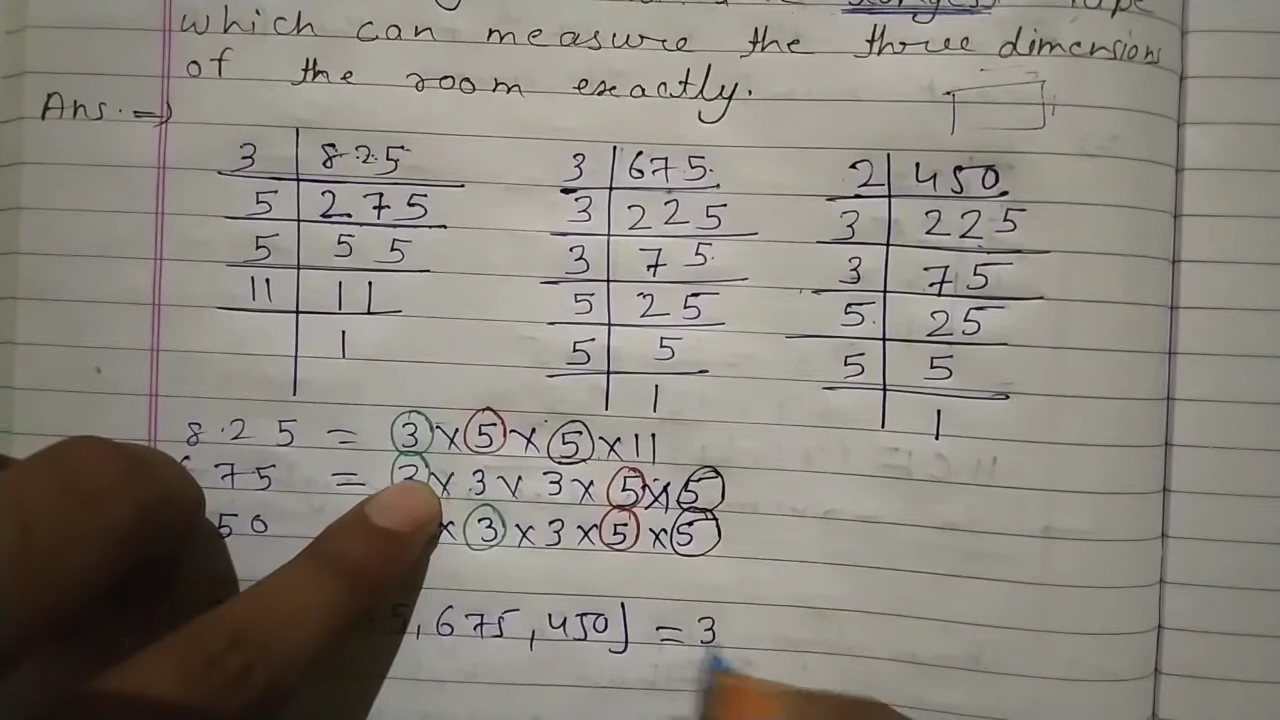 longest tape
which can measure the three dimensions
of the room exactly.
Ans. ⇒
3 | 825
5 | 275
5 | 55
11 | 11
1
3 | 675
3 | 225
3 | 75
5 | 25
5 | 5
1
2 | 450
3 | 225
3 | 75
5 | 25
5 | 5
1
825 = 3 × 5 × 5 × 11
75 = 3 × 3 × 3 × 5 × 5
50 × 3 × 3 × 5 × 5
5, 675, 450) = 3